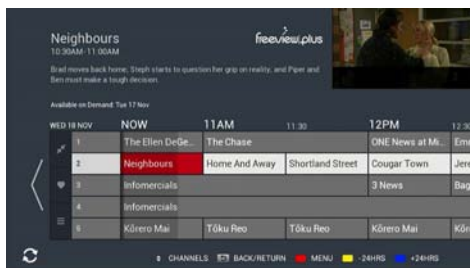 Neighbours
10:30AM-11:00AM
freeview.plus
Brad moves back home; Steph starts to question her grip on reality, and Piper and
Ben must make a tough decision.
Available on Demand: Tue 17 Nov
WED 18 NOV NOW 11AM 11:30 12PM 12:30
1 The Ellen DeGe... The Chase ONE News at Mi...
2 Neighbours Home And Away Shortland Street Cougar Town
3 Infomercials 3 News
4 Infomercials
5 Kōrero Mai Tōku Reo Tōku Reo Kōrero Mai
CHANNELS BACK/RETURN MENU -24HRS +24HRS